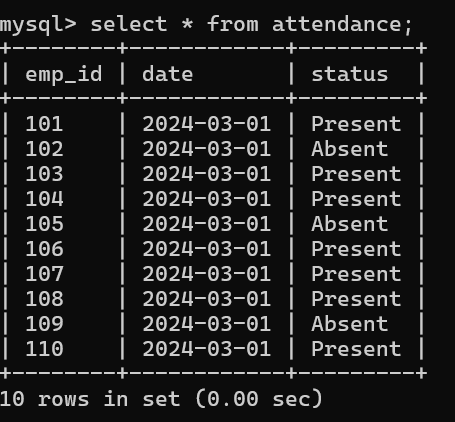 mysql> select * from attendance;
+--------+------------+---------+
| emp_id | date       | status  |
+--------+------------+---------+
| 101    | 2024-03-01 | Present |
| 102    | 2024-03-01 | Absent  |
| 103    | 2024-03-01 | Present |
| 104    | 2024-03-01 | Present |
| 105    | 2024-03-01 | Absent  |
| 106    | 2024-03-01 | Present |
| 107    | 2024-03-01 | Present |
| 108    | 2024-03-01 | Present |
| 109    | 2024-03-01 | Absent  |
| 110    | 2024-03-01 | Present |
+--------+------------+---------+
10 rows in set (0.00 sec)